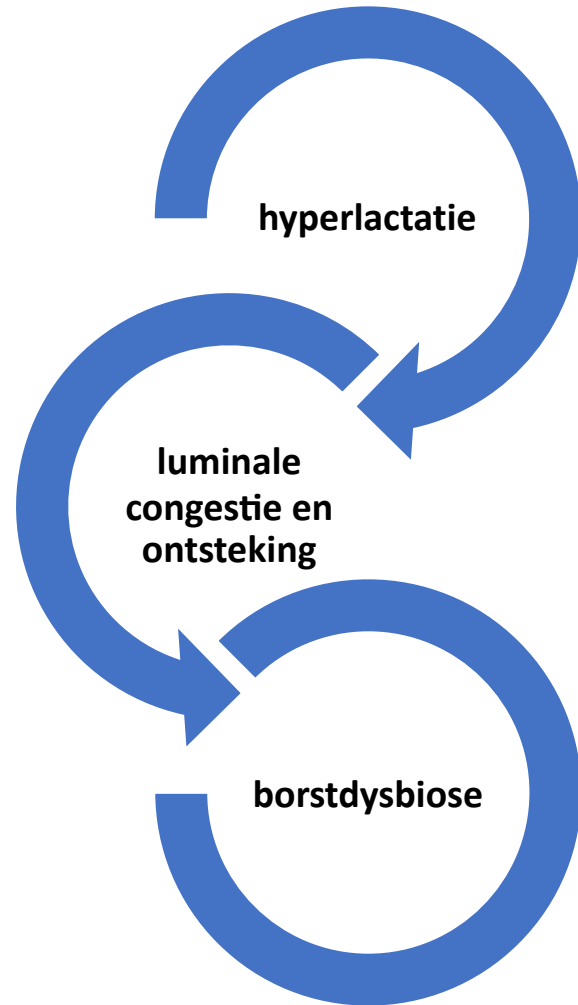 hyperlactatie
luminale
congestie en
ontsteking
borstdysbiose